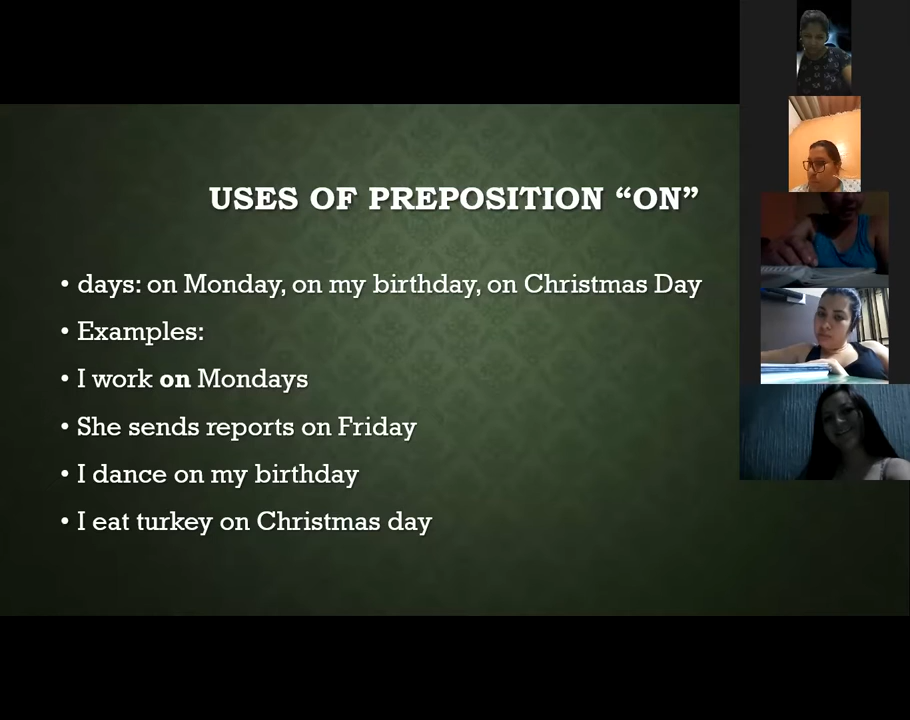 USES OF PREPOSITION “ON”
• days: on Monday, on my birthday, on Christmas Day
• Examples:
• I work on Mondays
• She sends reports on Friday
• I dance on my birthday
• I eat turkey on Christmas day